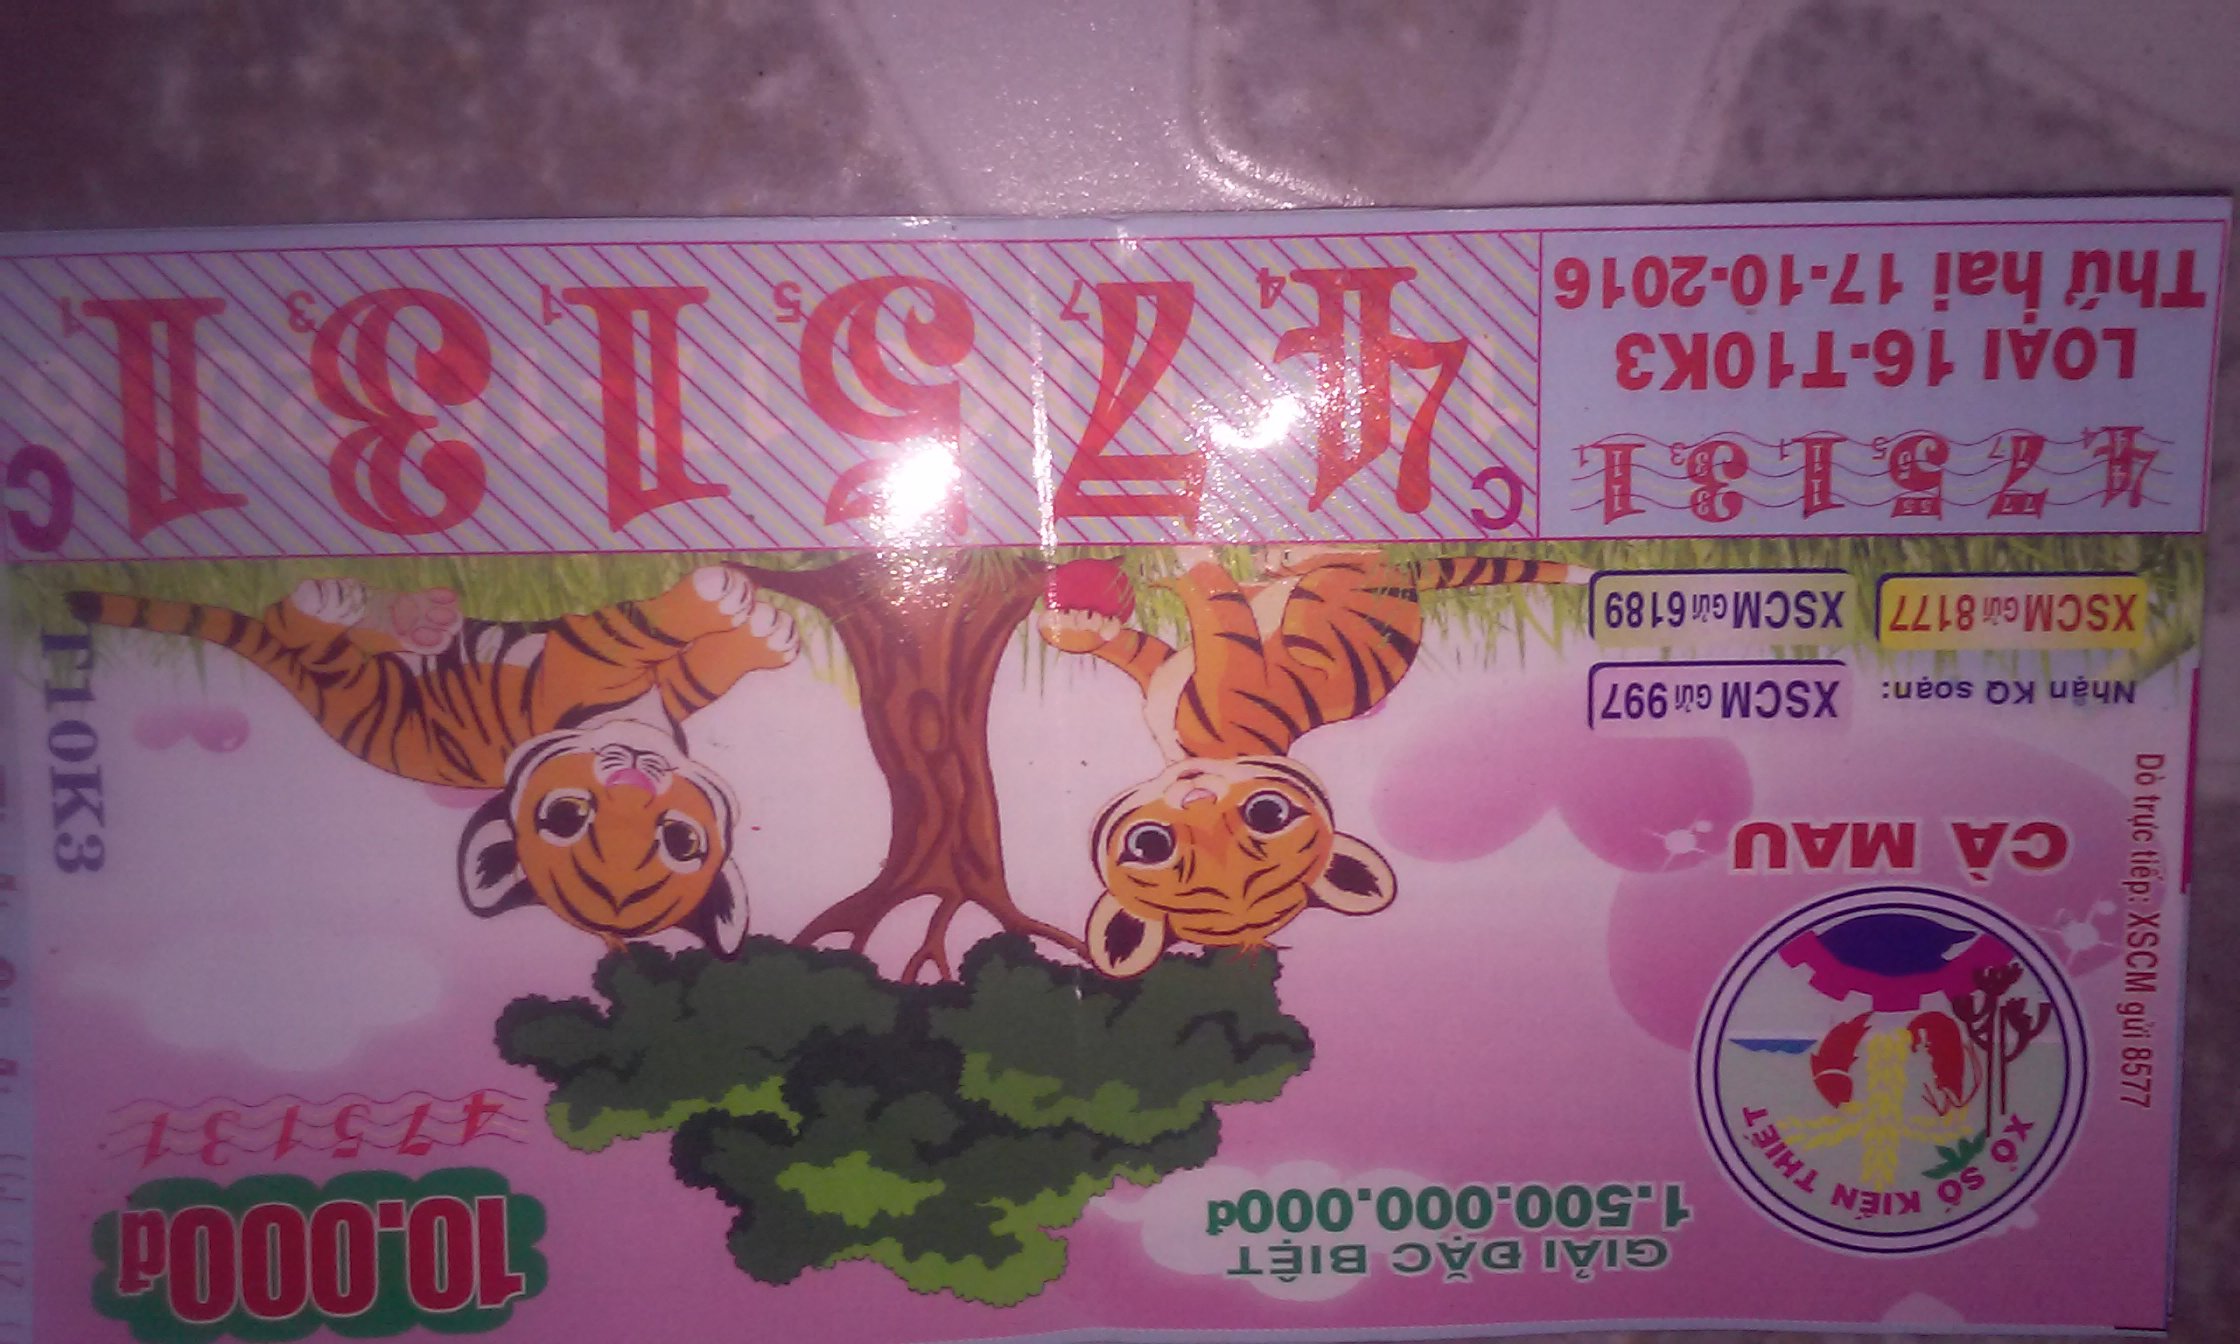 GIẢI ĐẶC BIỆT
1.500.000.000đ
10.000đ
475131
XỔ SỐ KIẾN THIẾT
CÀ MAU
Dò trực tiếp: XSCM gửi 8577
Nhận KQ soạn:
XSCM Gửi 997
XSCM Gửi 8177
XSCM Gửi 6189
T10K3
475131
LOẠI 16-T10K3
Thứ hai 17-10-2016
C
475131
C